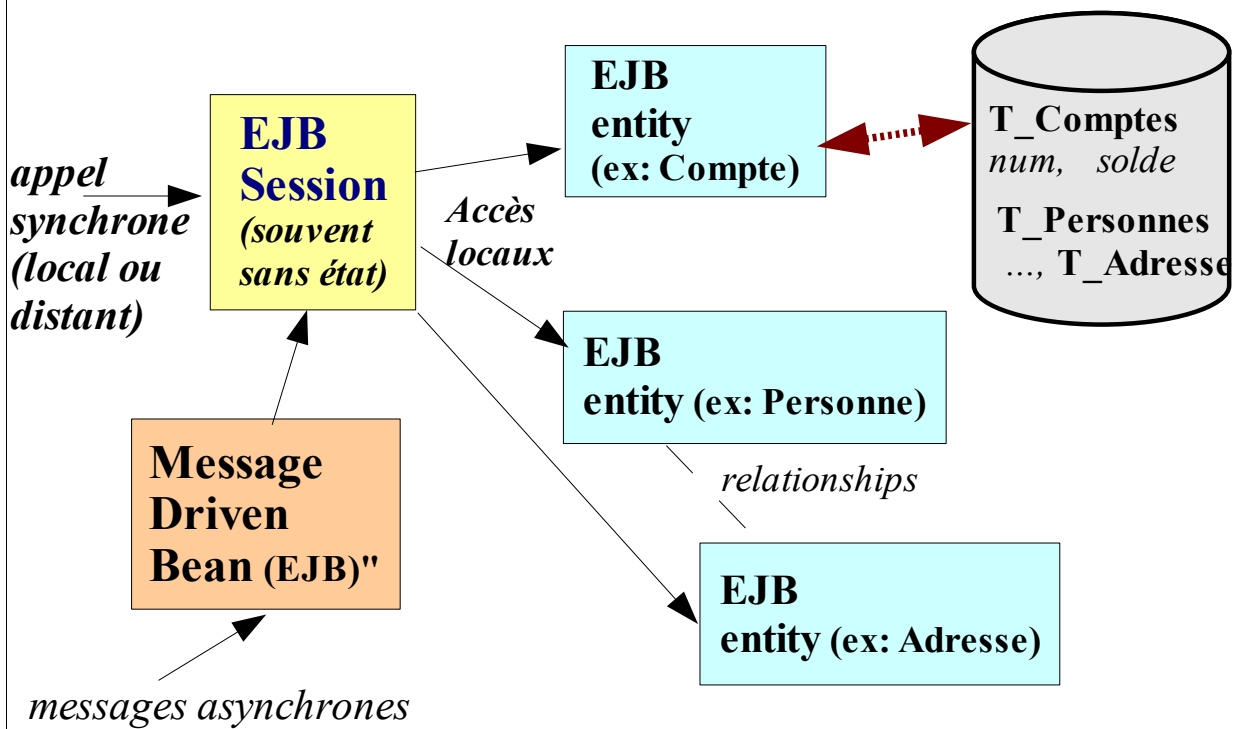 appel
synchrone
(local ou
distant)
EJB
Session
(souvent
sans état)
Message
Driven
Bean (EJB)"
messages asynchrones
Accès
locaux
EJB
entity
(ex: Compte)
EJB
entity (ex: Personne)
relationships
EJB
entity (ex: Adresse)
T_Comptes
num, solde
T_Personnes
..., T_Adresse